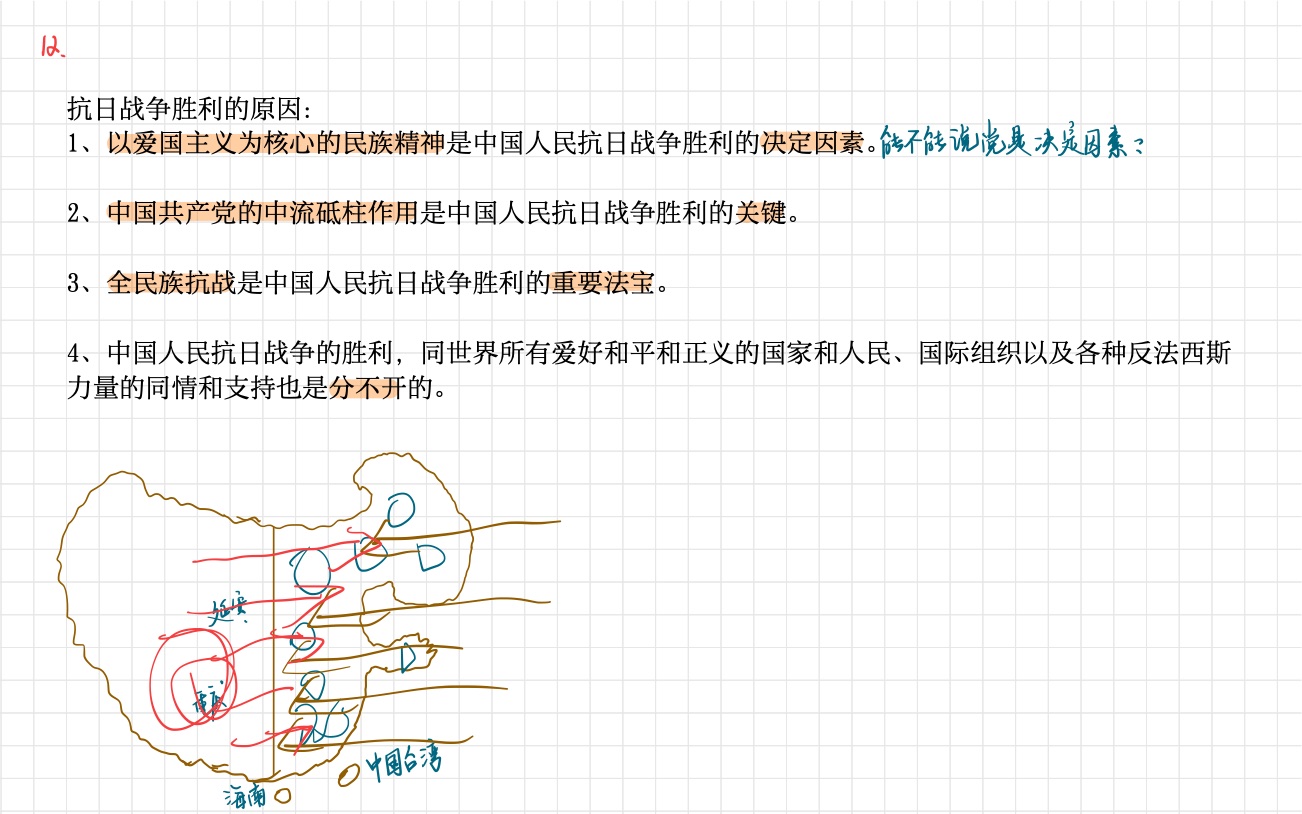 12.
抗日战争胜利的原因:
1、以爱国主义为核心的民族精神是中国人民抗日战争胜利的决定因素。能不能说党是决定因素?
2、中国共产党的中流砥柱作用是中国人民抗日战争胜利的关键。
3、全民族抗战是中国人民抗日战争胜利的重要法宝。
4、中国人民抗日战争的胜利，同世界所有爱好和平和正义的国家和人民、国际组织以及各种反法西斯
力量的同情和支持也是分不开的。
延安
重庆
中国台湾
海南